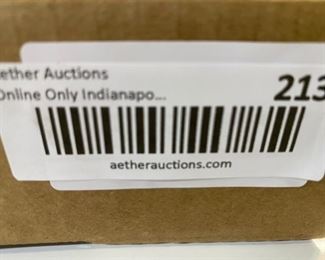 ether Auctions
Online Only Indianapo...
213
aetherauctions.com